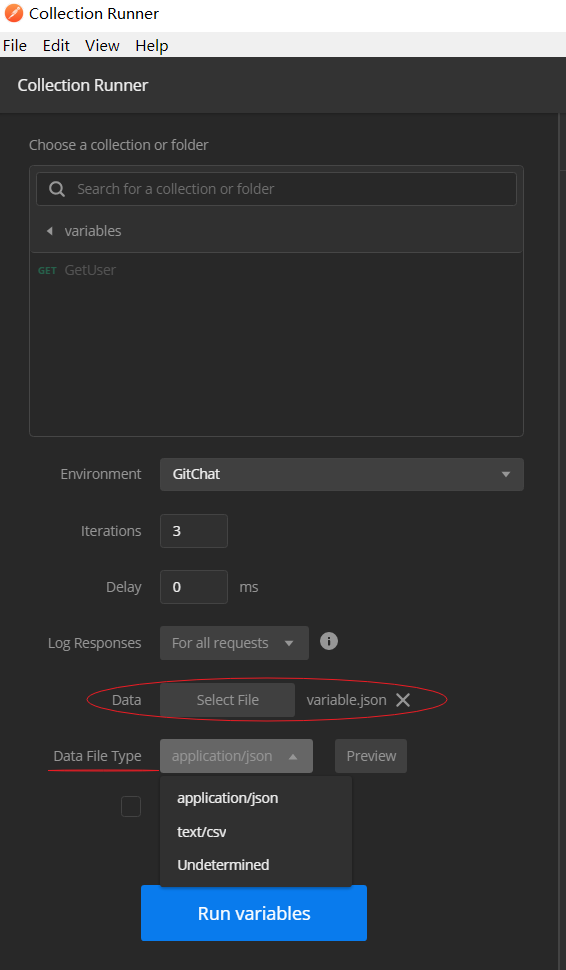 Collection Runner
File Edit View Help
Collection Runner
Choose a collection or folder
Search for a collection or folder
variables
GET GetUser
Environment GitChat
Iterations 3
Delay 0 ms
Log Responses For all requests
Data Select File variable.json
Data File Type application/json Preview
application/json
text/csv
Undetermined
Run variables